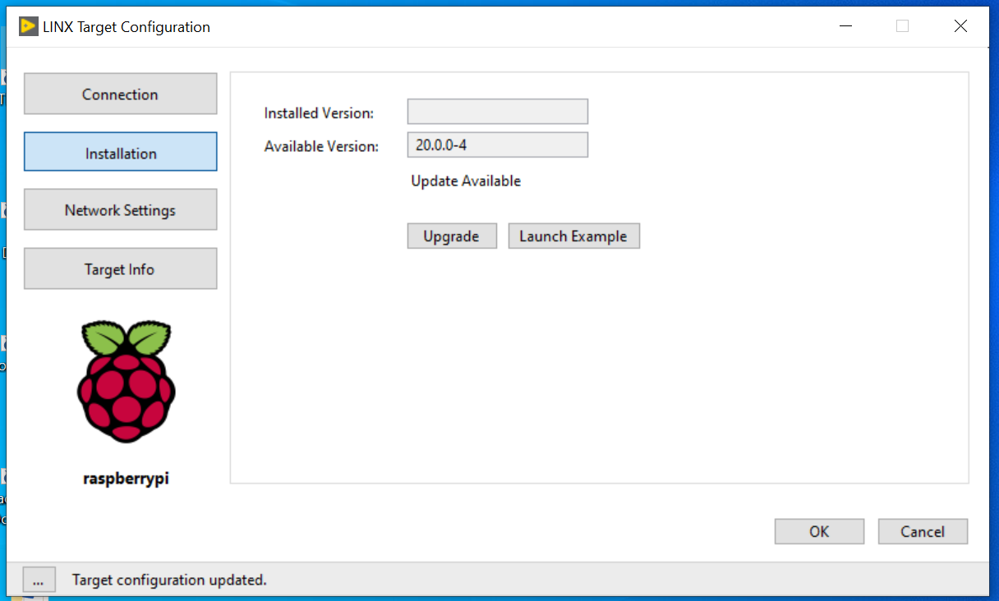 LINX Target Configuration
Connection
Installation
Network Settings
Target Info
raspberrypi
Installed Version:
Available Version: 20.0.0-4
Update Available
Upgrade Launch Example
OK Cancel
... Target configuration updated.